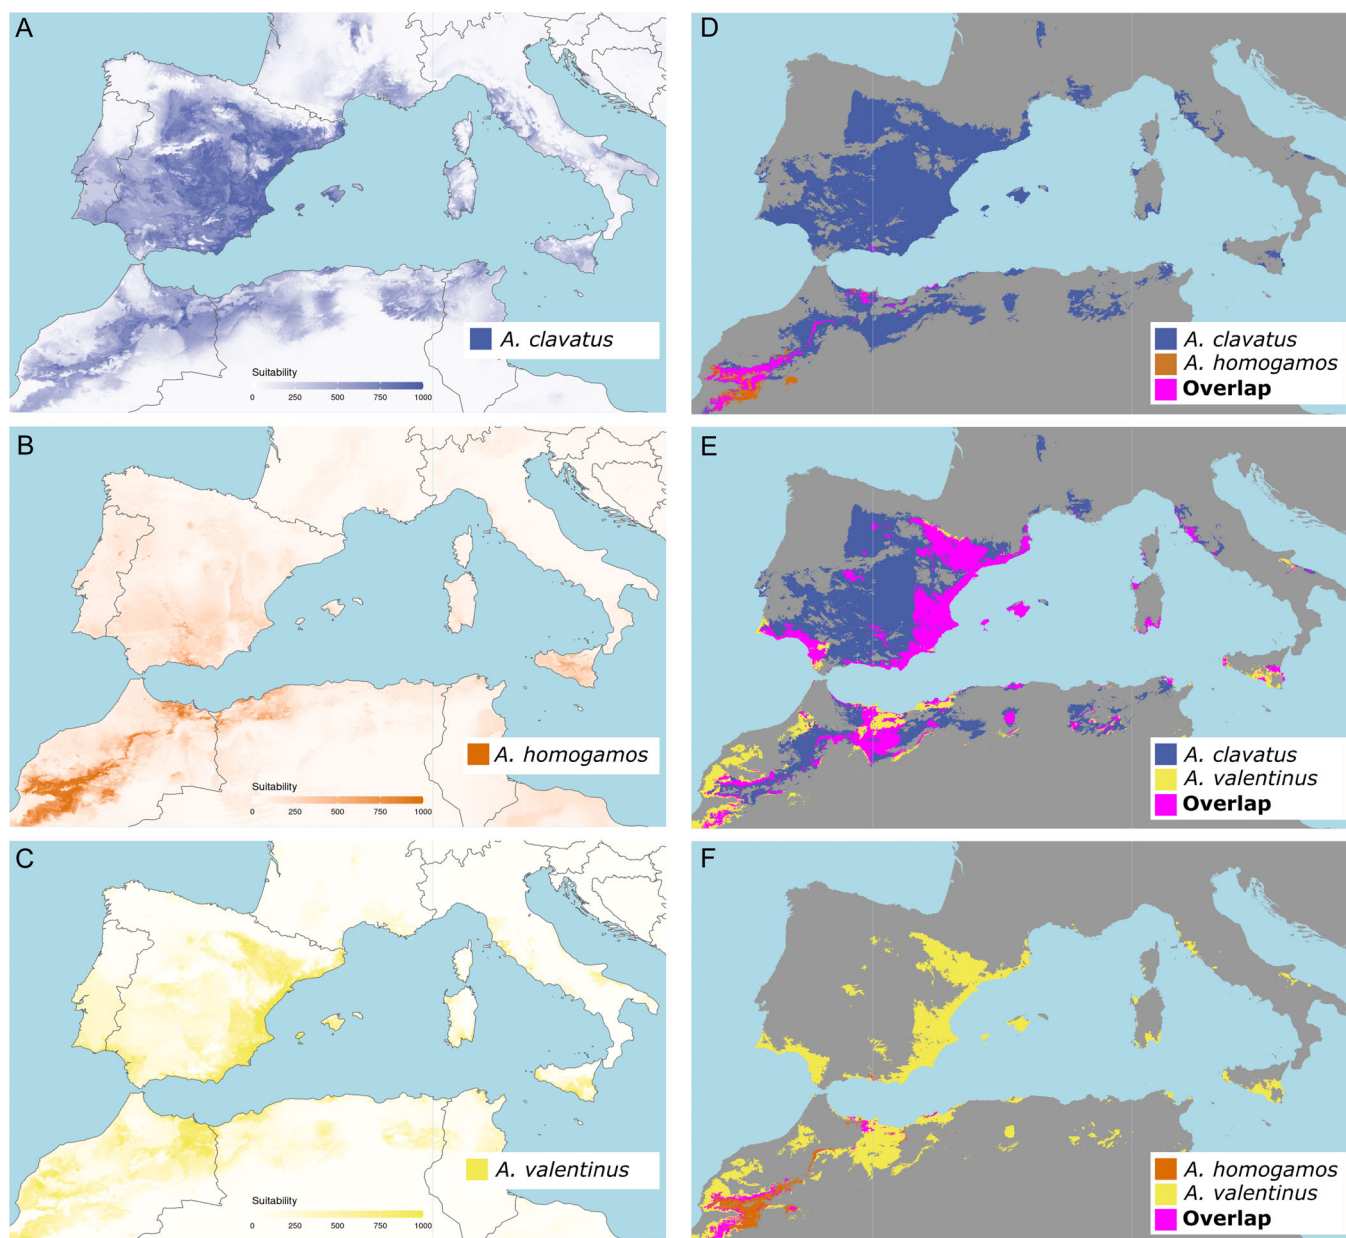 A
Suitability
0 250 500 750 1000
A. clavatus
B
Suitability
0 250 500 750 1000
A. homogamos
C
Suitability
0 250 500 750 1000
A. valentinus
D
A. clavatus
A. homogamos
Overlap
E
A. clavatus
A. valentinus
Overlap
F
A. homogamos
A. valentinus
Overlap